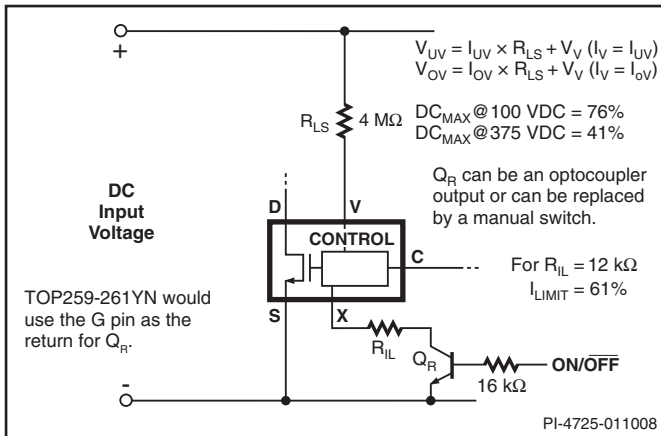 +
V_UV = I_UV × R_LS + V_V (I_V = I_UV)
V_OV = I_OV × R_LS + V_V (I_V = I_oV)
R_LS
4 MΩ
DC_MAX@100 VDC = 76%
DC_MAX@375 VDC = 41%
Q_R can be an optocoupler
output or can be replaced
by a manual switch.
DC
Input
Voltage
D
V
CONTROL
C
For R_IL = 12 kΩ
I_LIMIT = 61%
TOP259-261YN would
use the G pin as the
return for Q_R.
S
X
R_IL
Q_R
ON/O̅F̅F̅
16 kΩ
-
PI-4725-011008